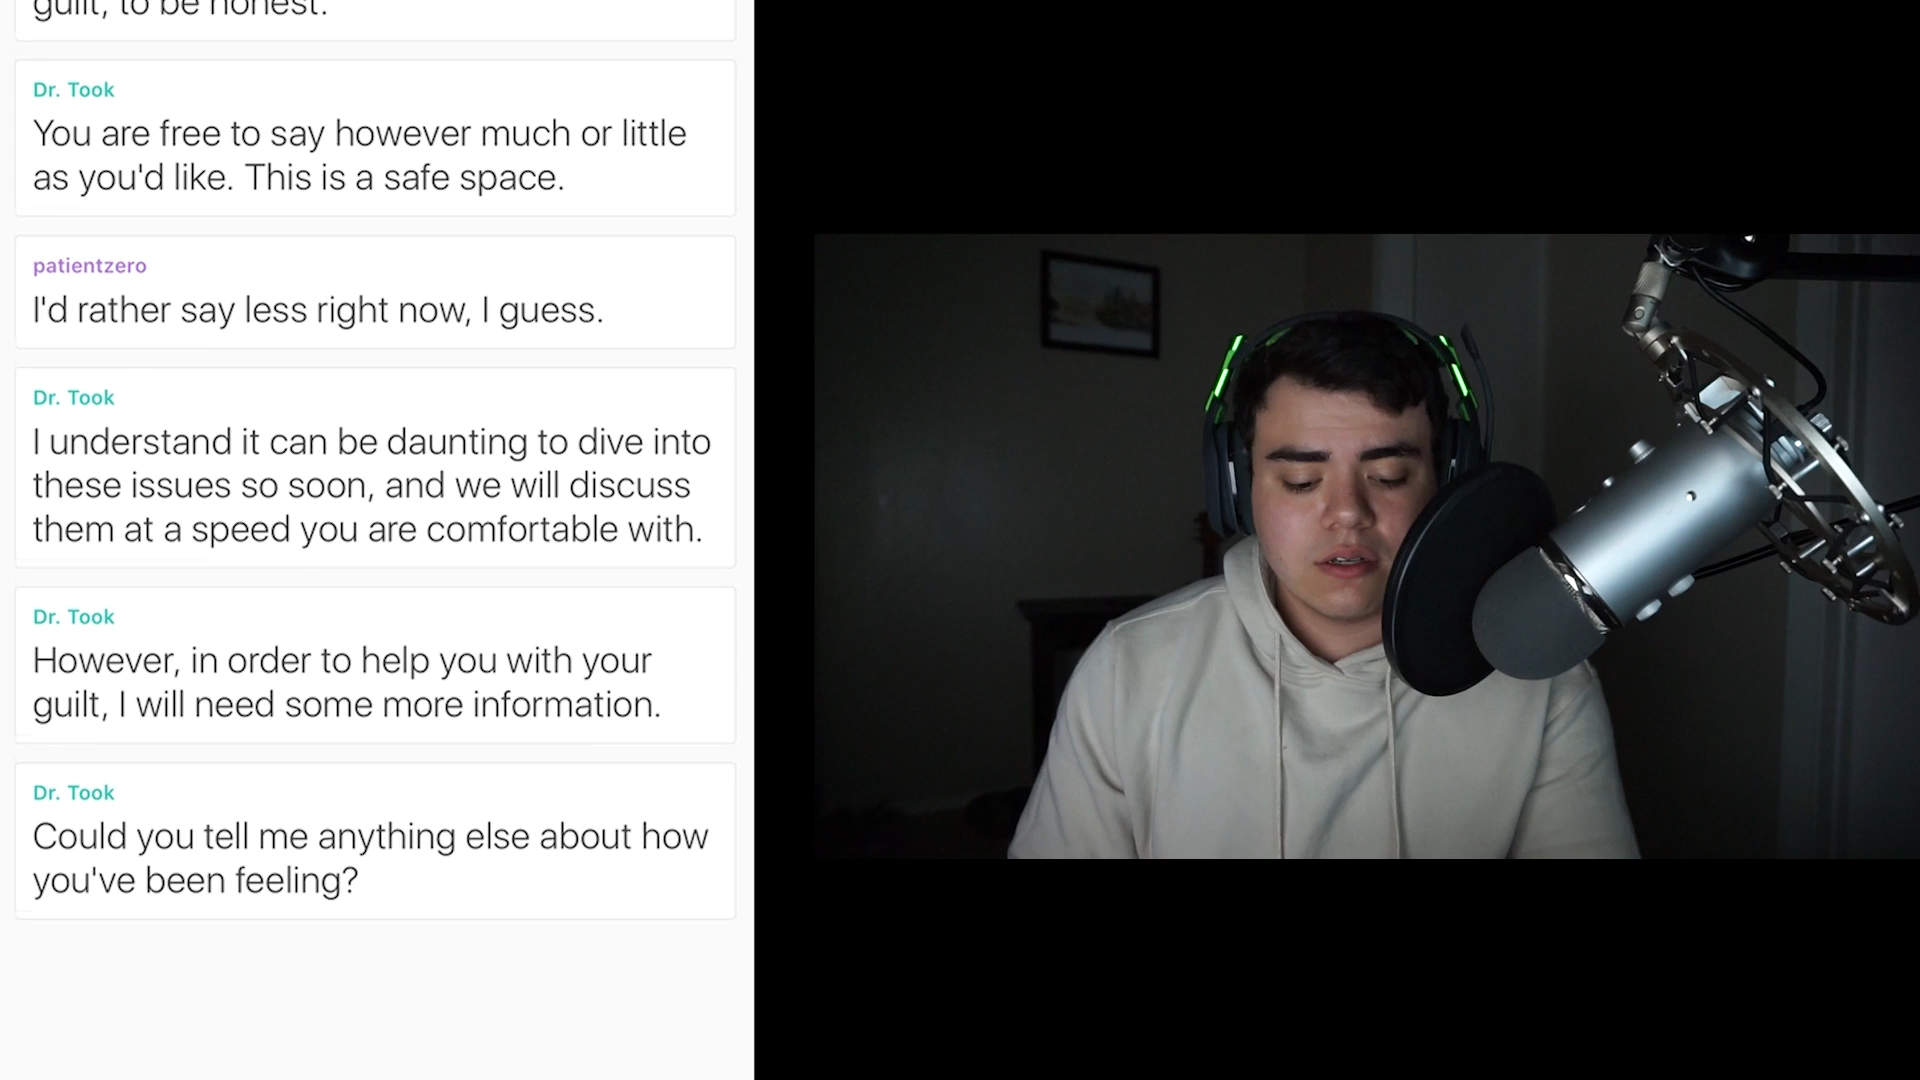 guilt, to be honest.
Dr. Took
You are free to say however much or little
as you'd like. This is a safe space.
patientzero
I'd rather say less right now, I guess.
Dr. Took
I understand it can be daunting to dive into
these issues so soon, and we will discuss
them at a speed you are comfortable with.
Dr. Took
However, in order to help you with your
guilt, I will need some more information.
Dr. Took
Could you tell me anything else about how
you've been feeling?